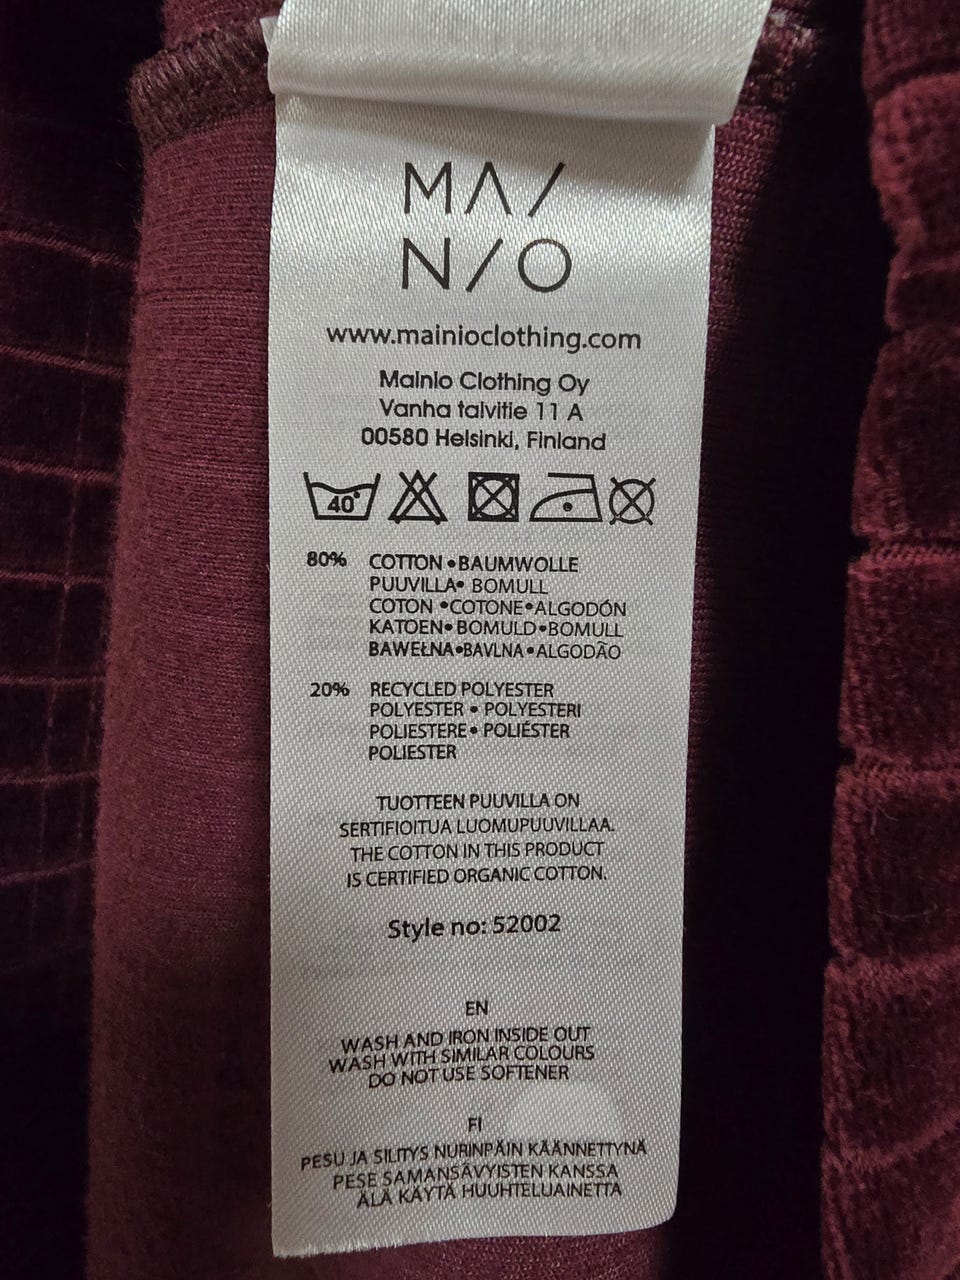 MA/
N/O
www.mainioclothing.com
Mainio Clothing Oy
Vanha talvitie 11 A
00580 Helsinki, Finland
40°
80% COTTON • BAUMWOLLE
PUUVILLA • BOMULL
COTON • COTONE • ALGODÓN
KATOEN • BOMULD • BOMULL
BAWEŁNA • BAVLNA • ALGODÃO
20% RECYCLED POLYESTER
POLYESTER • POLYESTERI
POLIESTERE • POLIÉSTER
POLIESTER
TUOTTEEN PUUVILLA ON
SERTIFIOITUA LUOMUPUUVILLAA.
THE COTTON IN THIS PRODUCT
IS CERTIFIED ORGANIC COTTON.
Style no: 52002
EN
WASH AND IRON INSIDE OUT
WASH WITH SIMILAR COLOURS
DO NOT USE SOFTENER
FI
PESU JA SILITYS NURINPÄIN KÄÄNNETTYNÄ
PESE SAMANSÄVYISTEN KANSSA
ÄLÄ KÄYTÄ HUUHTELUAINETTA